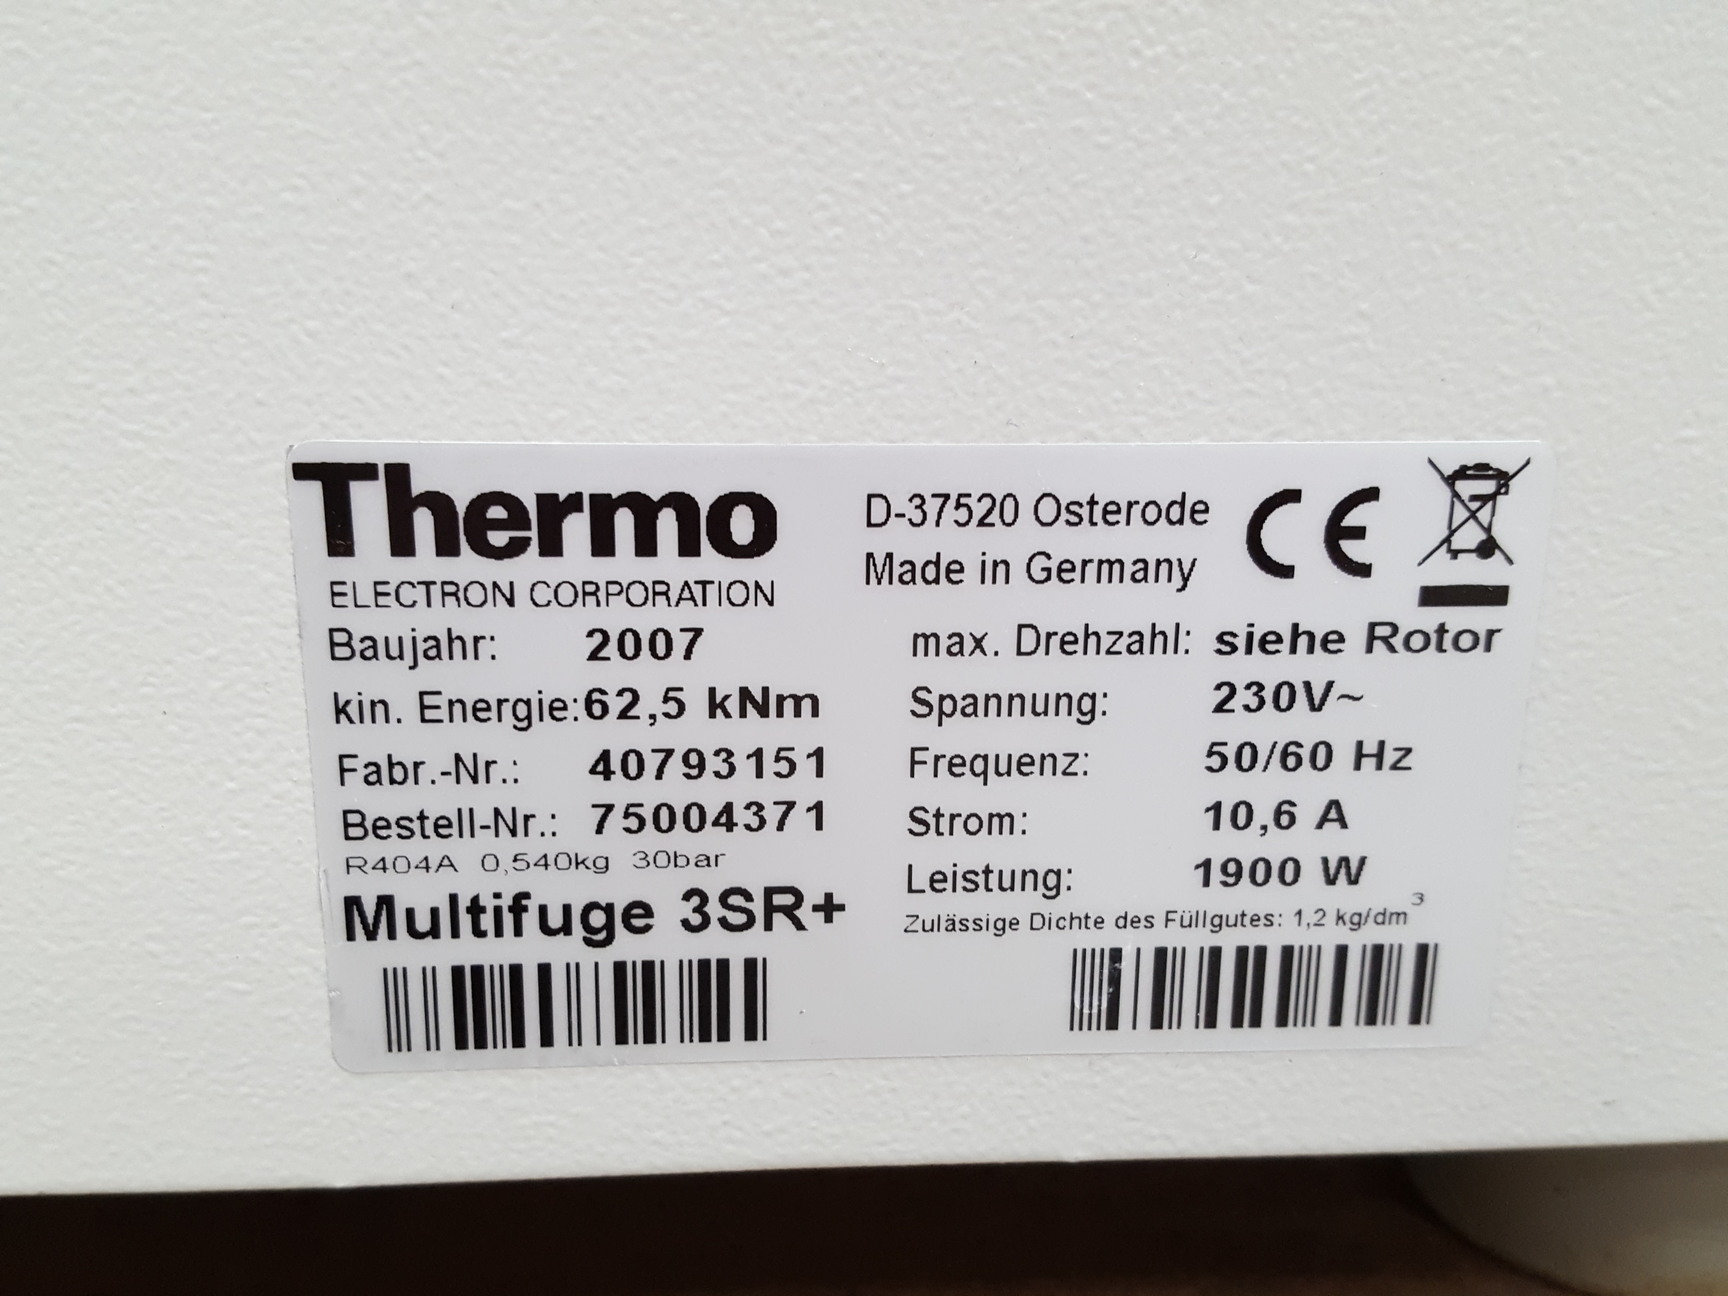 Thermo
ELECTRON CORPORATION
D-37520 Osterode
Made in Germany
CE
Baujahr: 2007
kin. Energie: 62,5 kNm
Fabr.-Nr.: 40793151
Bestell-Nr.: 75004371
R404A 0,540kg 30bar
Multifuge 3SR+
max. Drehzahl: siehe Rotor
Spannung: 230V~
Frequenz: 50/60 Hz
Strom: 10,6 A
Leistung: 1900 W
Zulässige Dichte des Füllgutes: 1,2 kg/dm³